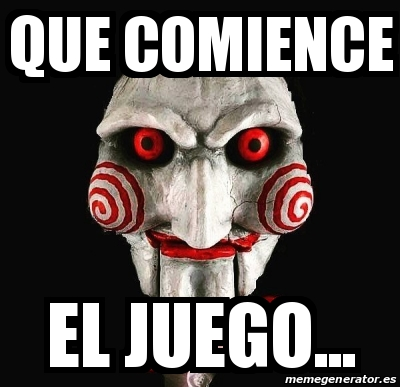 QUE COMIENCE
EL JUEGO...
memegenerator.es